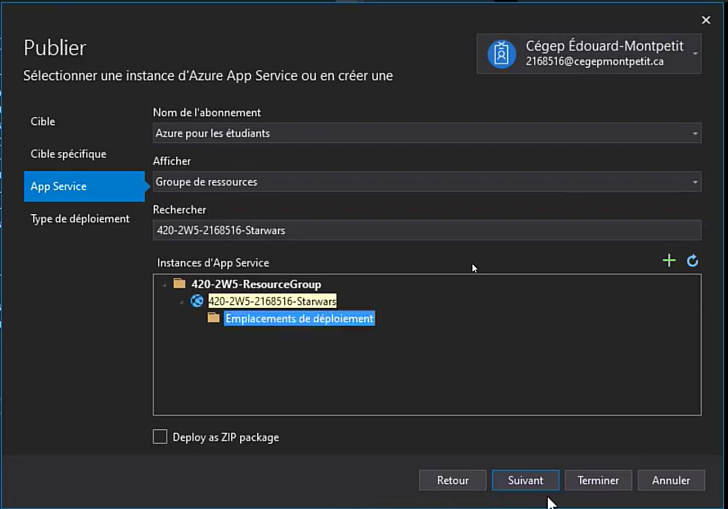 Publier
Sélectionner une instance d'Azure App Service ou en créer une
Cégep Édouard-Montpetit
2168516@cegepmontpetit.ca
Cible
Cible spécifique
App Service
Type de déploiement
Nom de l'abonnement
Azure pour les étudiants
Afficher
Groupe de ressources
Rechercher
420-2W5-2168516-Starwars
Instances d'App Service
420-2W5-ResourceGroup
420-2W5-2168516-Starwars
Emplacements de déploiement
Deploy as ZIP package
Retour
Suivant
Terminer
Annuler